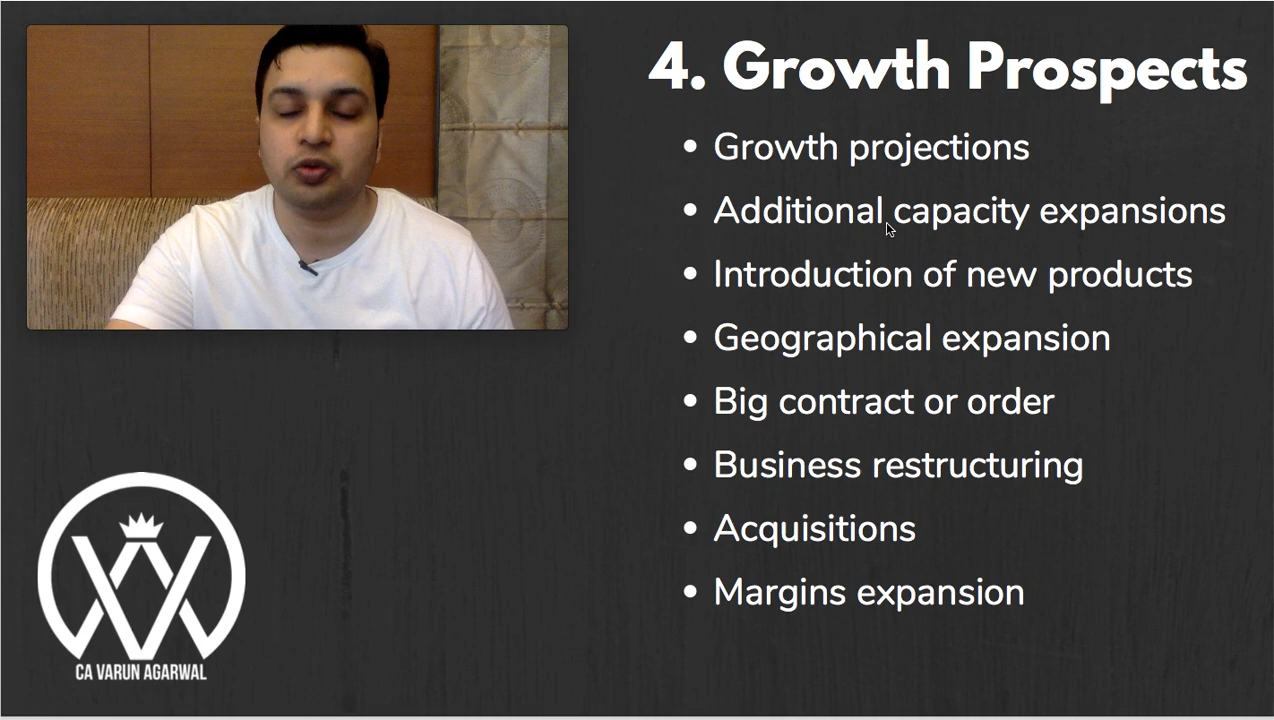 4. Growth Prospects
• Growth projections
• Additional capacity expansions
• Introduction of new products
• Geographical expansion
• Big contract or order
• Business restructuring
• Acquisitions
• Margins expansion
CA VARUN AGARWAL